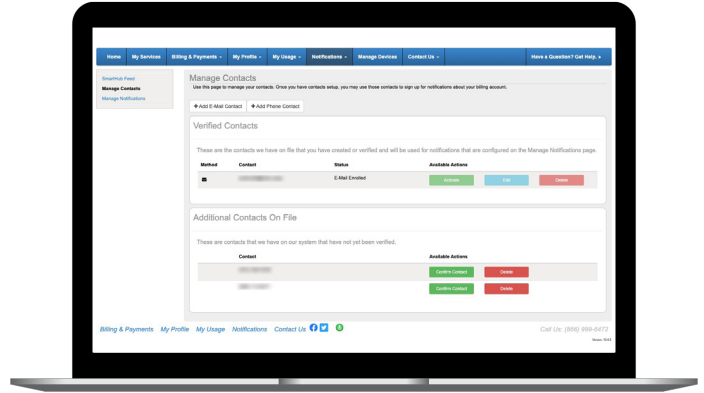 Home My Services Billing & Payments My Profile My Usage Notifications Manage Devices Contact Us Have a Question? Get Help.
SmartHub Feed
Manage Contacts
Manage Notifications
Manage Contacts
Use this page to manage your contacts. Once you have contacts setup, you may use those contacts to sign up for notifications about your billing account.
+ Add E-Mail Contact + Add Phone Contact
Verified Contacts
These are the contacts we have on file that you have created or verified and will be used for notifications that are configured on the Manage Notifications page.
Method Contact Status Available Actions
E-Mail Enrolled Activate Edit Delete
Additional Contacts On File
These are contacts that we have on our system that have not yet been verified.
Contact Available Actions
Confirm Contact Delete
Confirm Contact Delete
Billing & Payments My Profile My Usage Notifications Contact Us
Call Us: (866) 999-6473